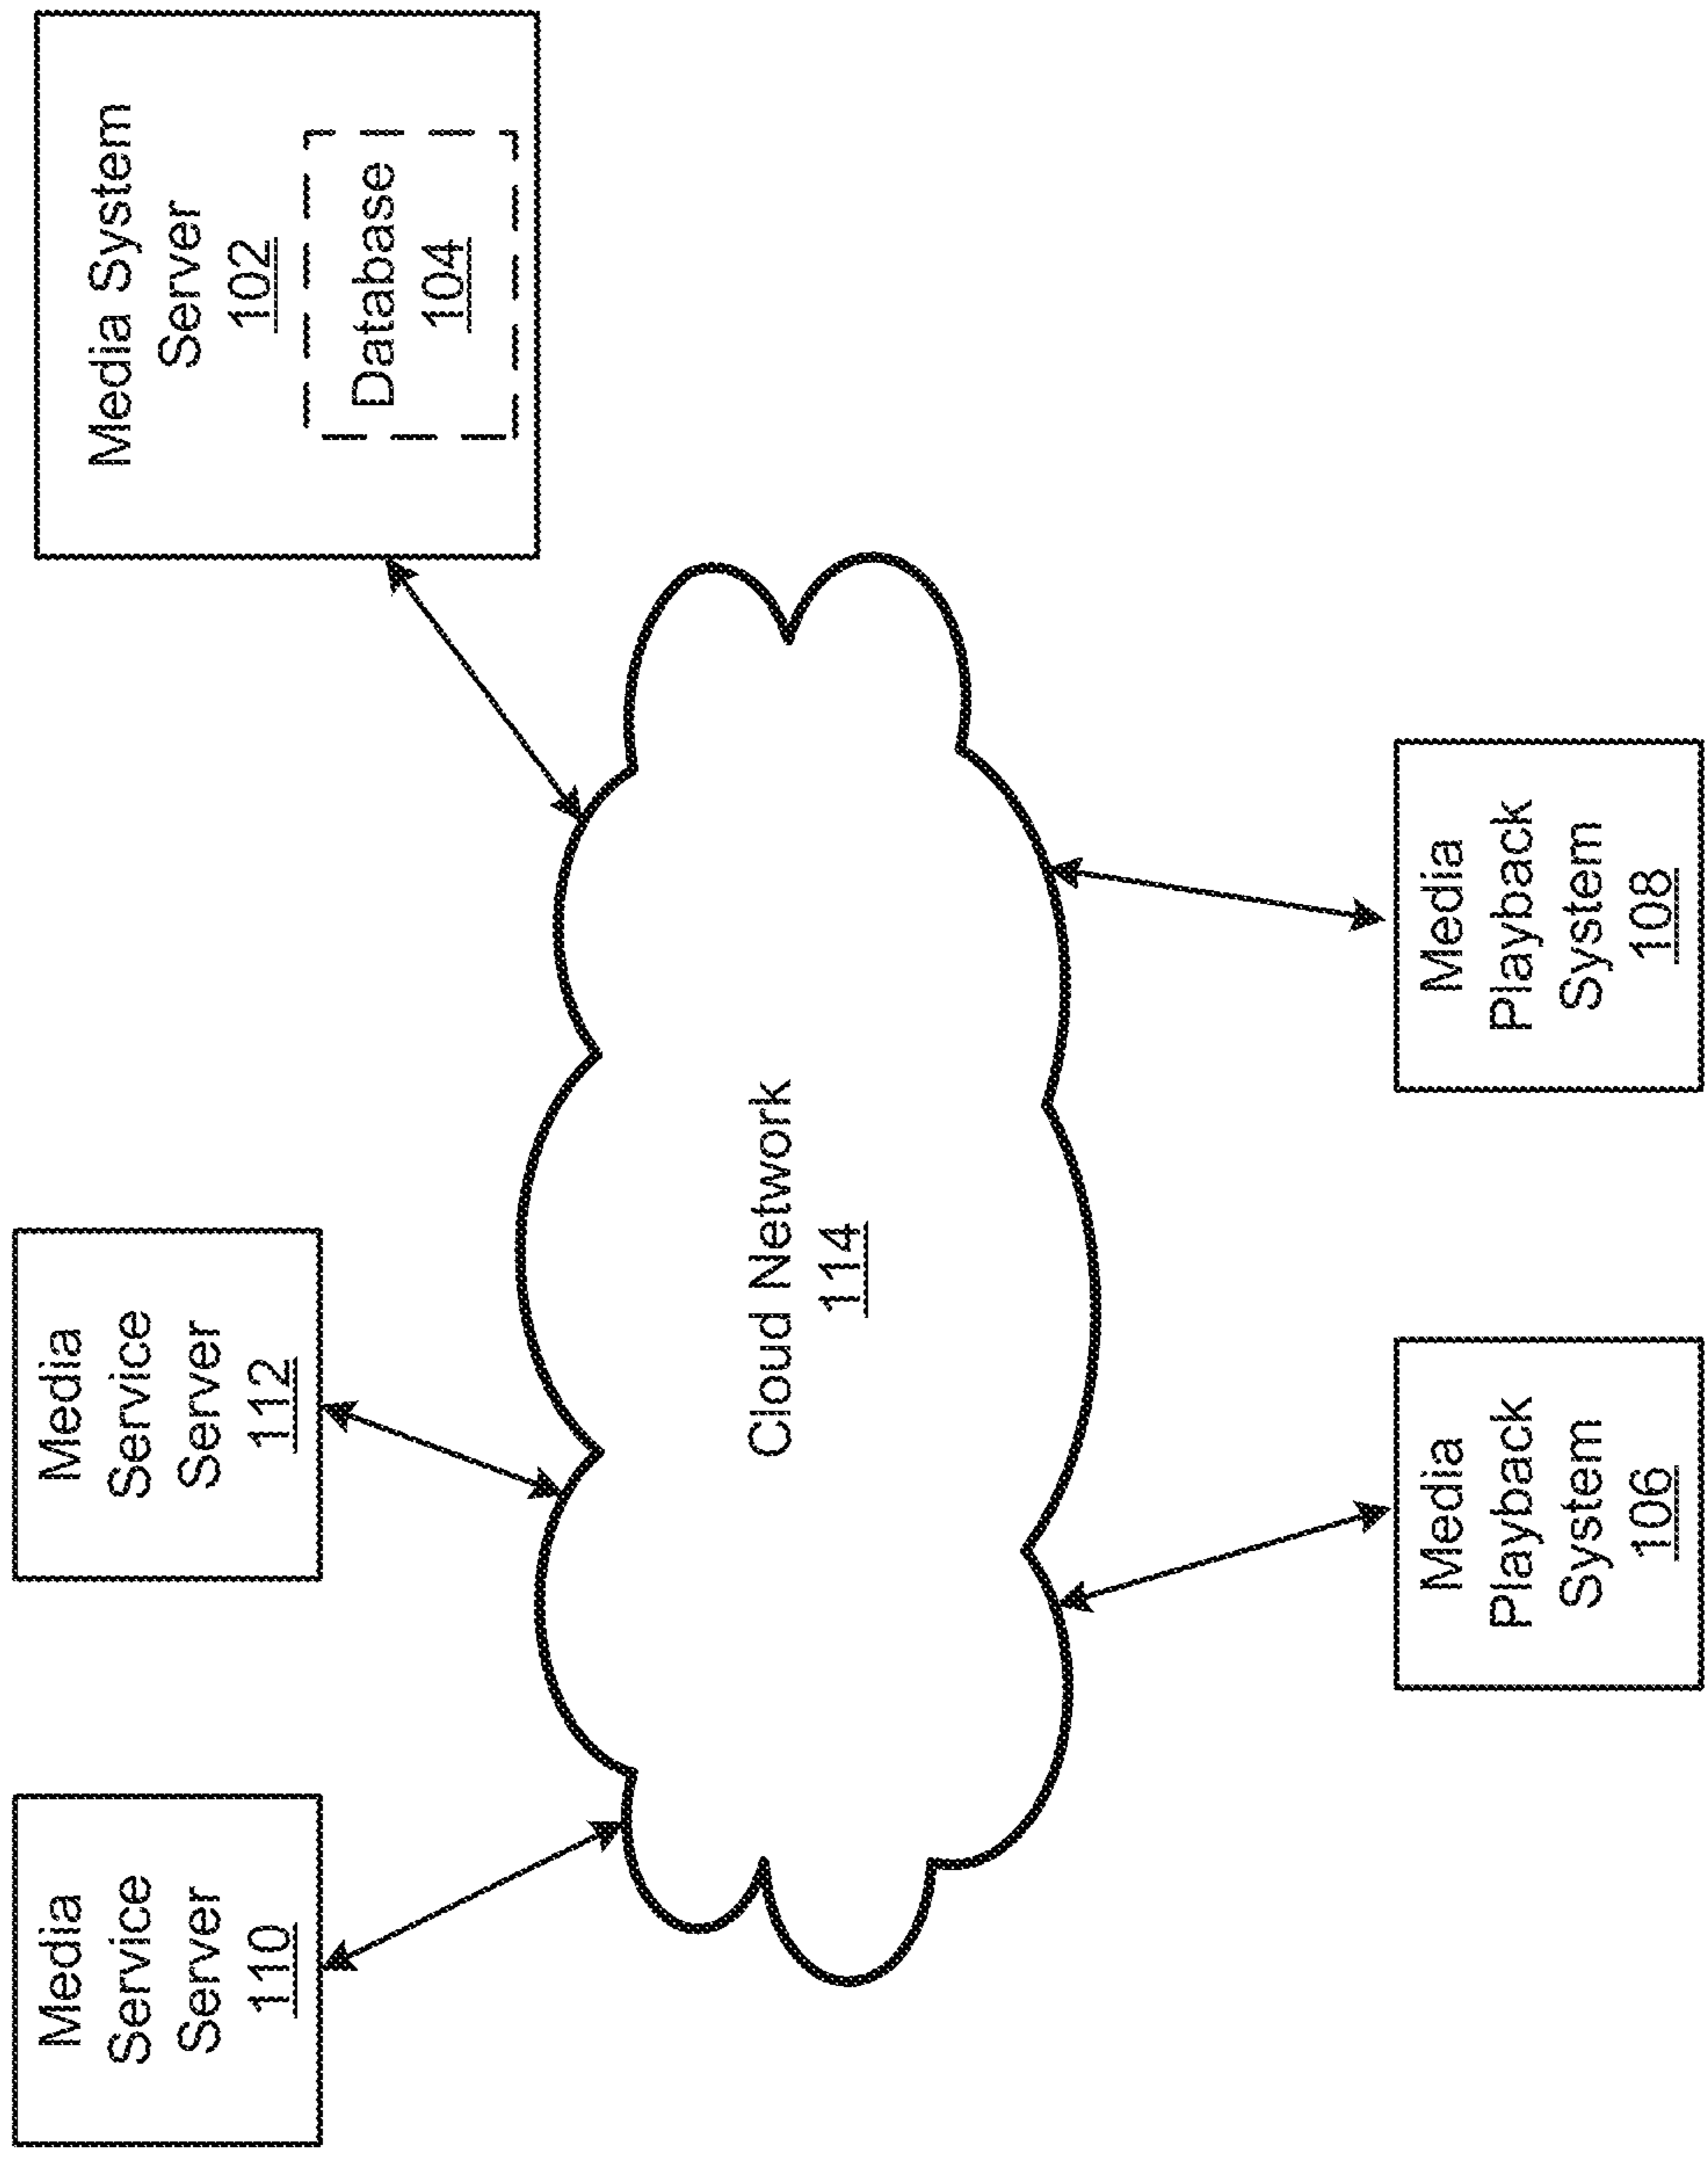 Media
Service
Server
110
Media
Service
Server
112
Media System
Server
102
Database
104
Cloud Network
114
Media
Playback
System
106
Media
Playback
System
108